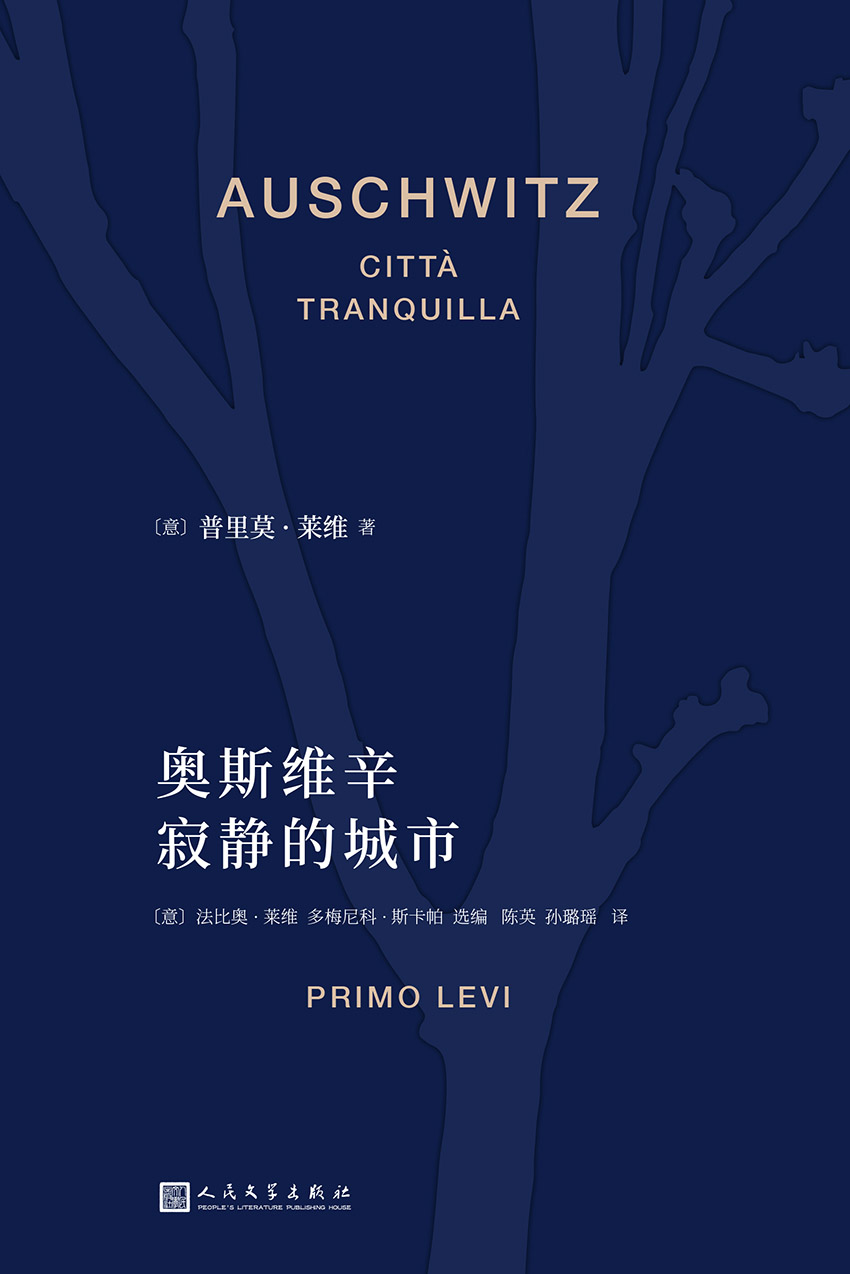 AUSCHWITZ
CITTÀ
TRANQUILLA
〔意〕普里莫·莱维 著
奥斯维辛
寂静的城市
〔意〕法比奥·莱维 多梅尼科·斯卡帕 选编 陈英 孙璐瑶 译
PRIMO LEVI
人民文学出版社
PEOPLE'S LITERATURE PUBLISHING HOUSE